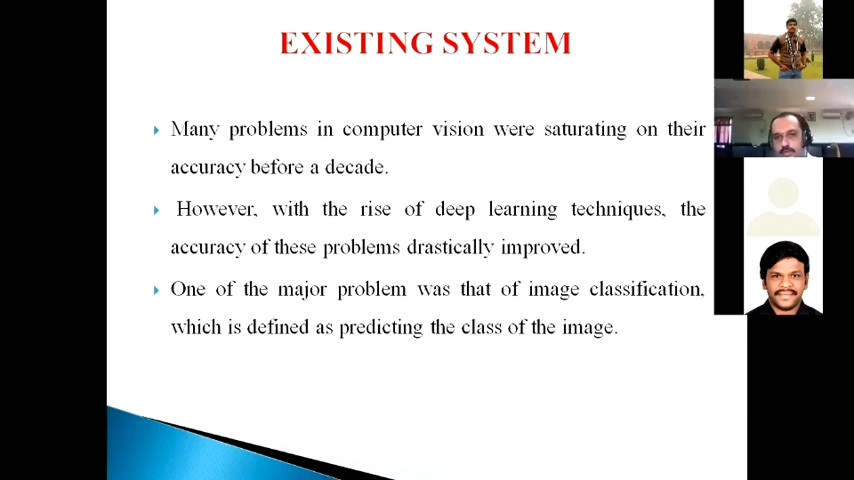 EXISTING SYSTEM
Many problems in computer vision were saturating on their
accuracy before a decade.
However, with the rise of deep learning techniques, the
accuracy of these problems drastically improved.
One of the major problem was that of image classification,
which is defined as predicting the class of the image.